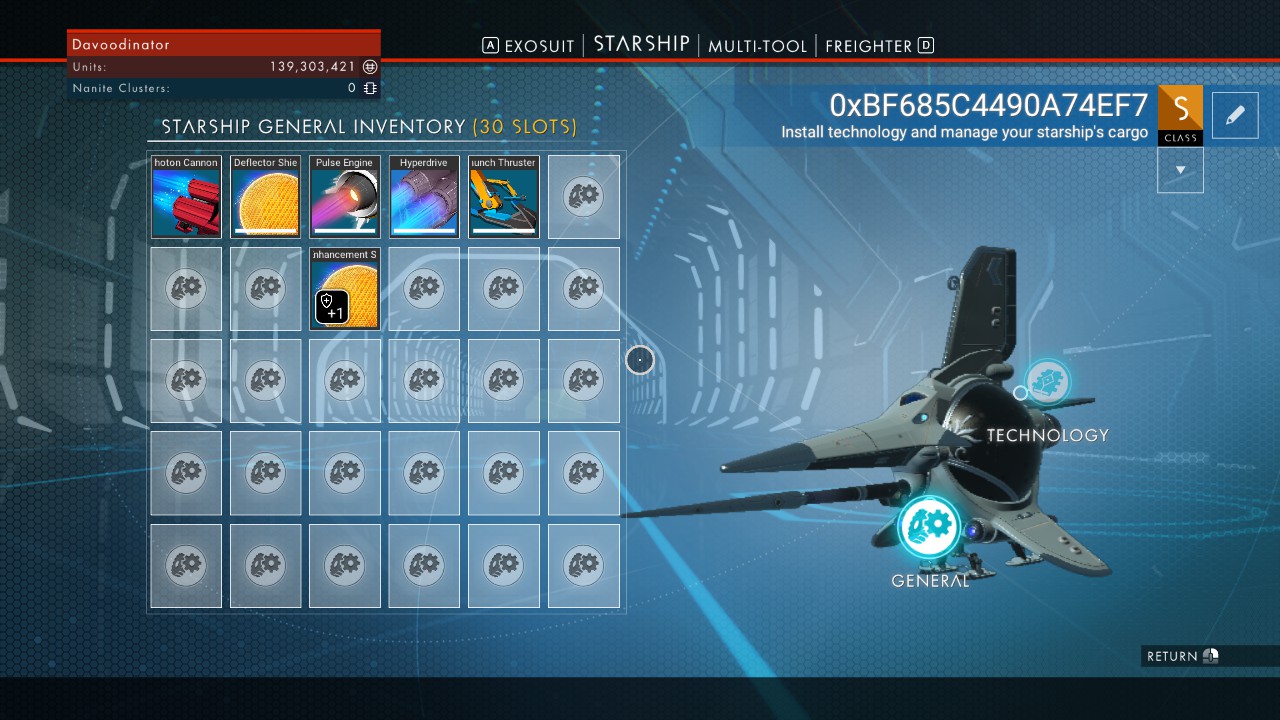 Davoodinator
Units: 139,303,421
Nanite Clusters: 0
A EXOSUIT STARSHIP MULTI-TOOL FREIGHTER D
0xBF685C4490A74EF7
Install technology and manage your starship's cargo
S
CLASS
STARSHIP GENERAL INVENTORY (30 SLOTS)
hoton Cannon Deflector Shie Pulse Engine Hyperdrive unch Thruster
nhancement S
+1
TECHNOLOGY
GENERAL
RETURN